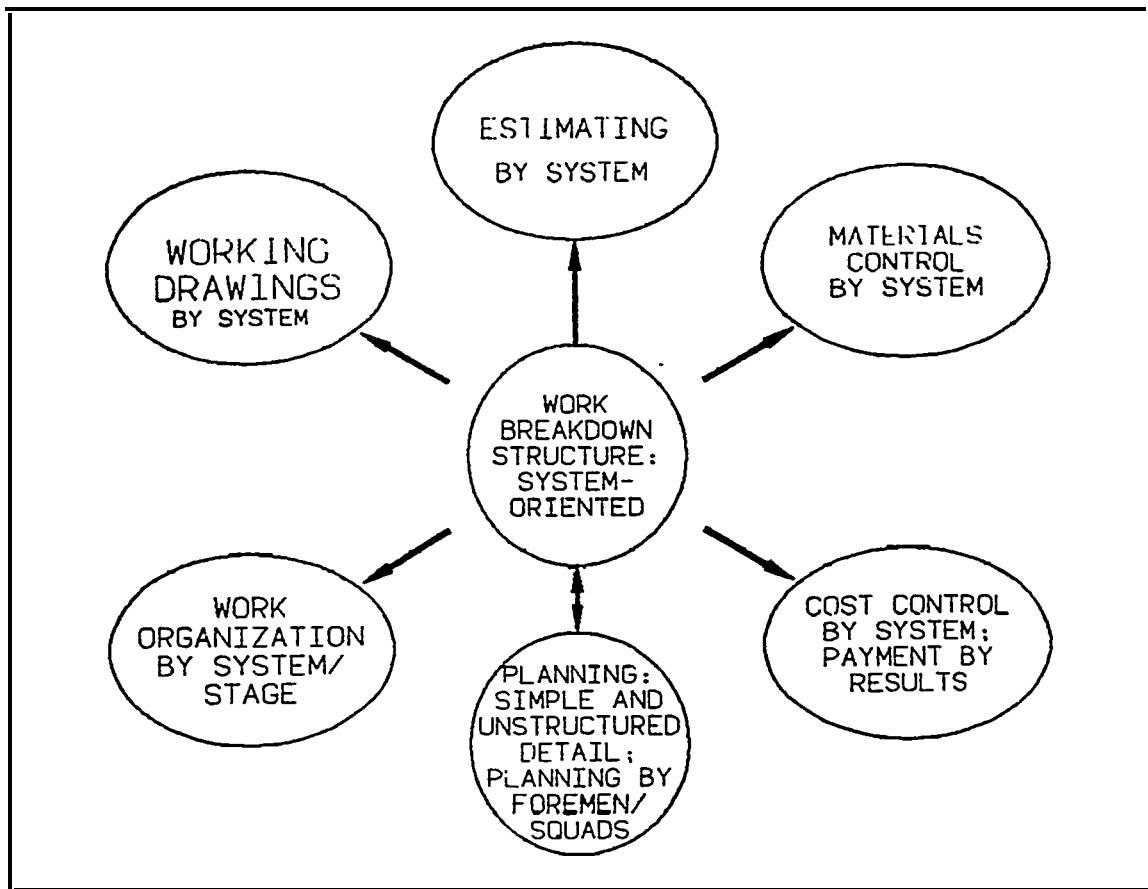 ESTIMATING
BY SYSTEM
WORKING
DRAWINGS
BY SYSTEM
MATERIALS
CONTROL
BY SYSTEM
WORK
BREAKDOWN
STRUCTURE:
SYSTEM-
ORIENTED
WORK
ORGANIZATION
BY SYSTEM/
STAGE
COST CONTROL
BY SYSTEM;
PAYMENT BY
RESULTS
PLANNING:
SIMPLE AND
UNSTRUCTURED
DETAIL;
PLANNING BY
FOREMEN/
SQUADS